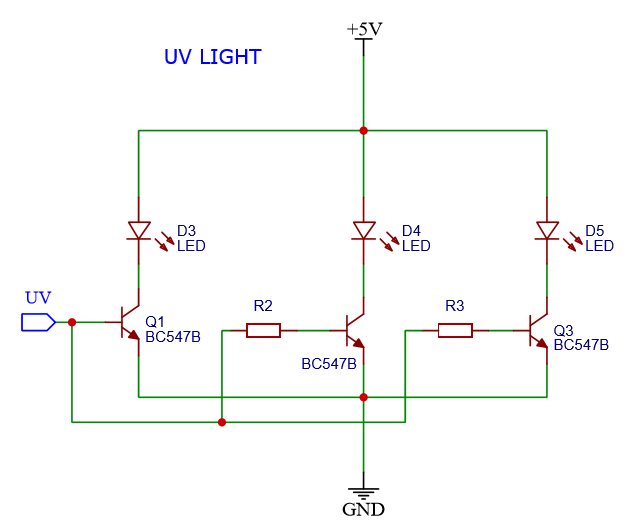 +5V
UV LIGHT
D3
LED
D4
LED
D5
LED
UV
Q1
BC547B
R2
BC547B
R3
Q3
BC547B
GND